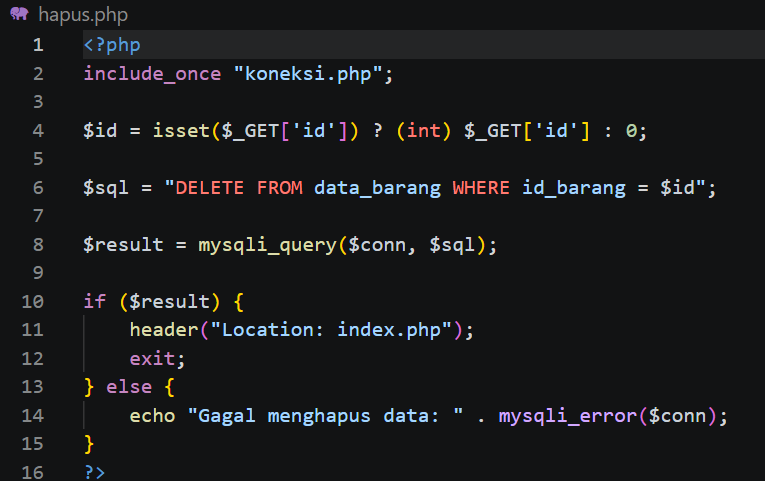 hapus.php
1 <?php
2 include_once "koneksi.php";
3
4 $id = isset($_GET['id']) ? (int) $_GET['id'] : 0;
5
6 $sql = "DELETE FROM data_barang WHERE id_barang = $id";
7
8 $result = mysqli_query($conn, $sql);
9
10 if ($result) {
11     header("Location: index.php");
12     exit;
13 } else {
14     echo "Gagal menghapus data: " . mysqli_error($conn);
15 }
16 ?>